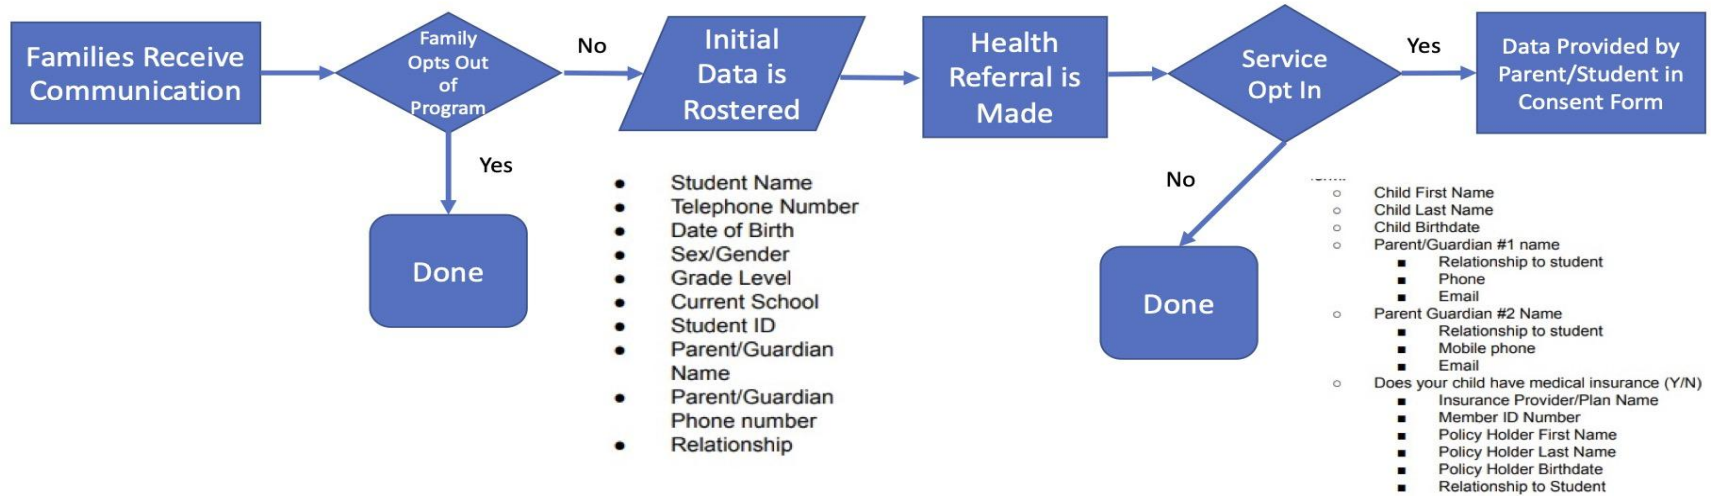 Families Receive
Communication
Family
Opts Out
of
Program
No
Yes
Done
Initial
Data is
Rostered
● Student Name
● Telephone Number
● Date of Birth
● Sex/Gender
● Grade Level
● Current School
● Student ID
● Parent/Guardian
Name
● Parent/Guardian
Phone number
● Relationship
Health
Referral is
Made
Service
Opt In
No
Done
Yes
Data Provided by
Parent/Student in
Consent Form
○ Child First Name
○ Child Last Name
○ Child Birthdate
○ Parent/Guardian #1 name
■ Relationship to student
■ Phone
■ Email
○ Parent Guardian #2 Name
■ Relationship to student
■ Mobile phone
■ Email
○ Does your child have medical insurance (Y/N)
■ Insurance Provider/Plan Name
■ Member ID Number
■ Policy Holder First Name
■ Policy Holder Last Name
■ Policy Holder Birthdate
■ Relationship to Student